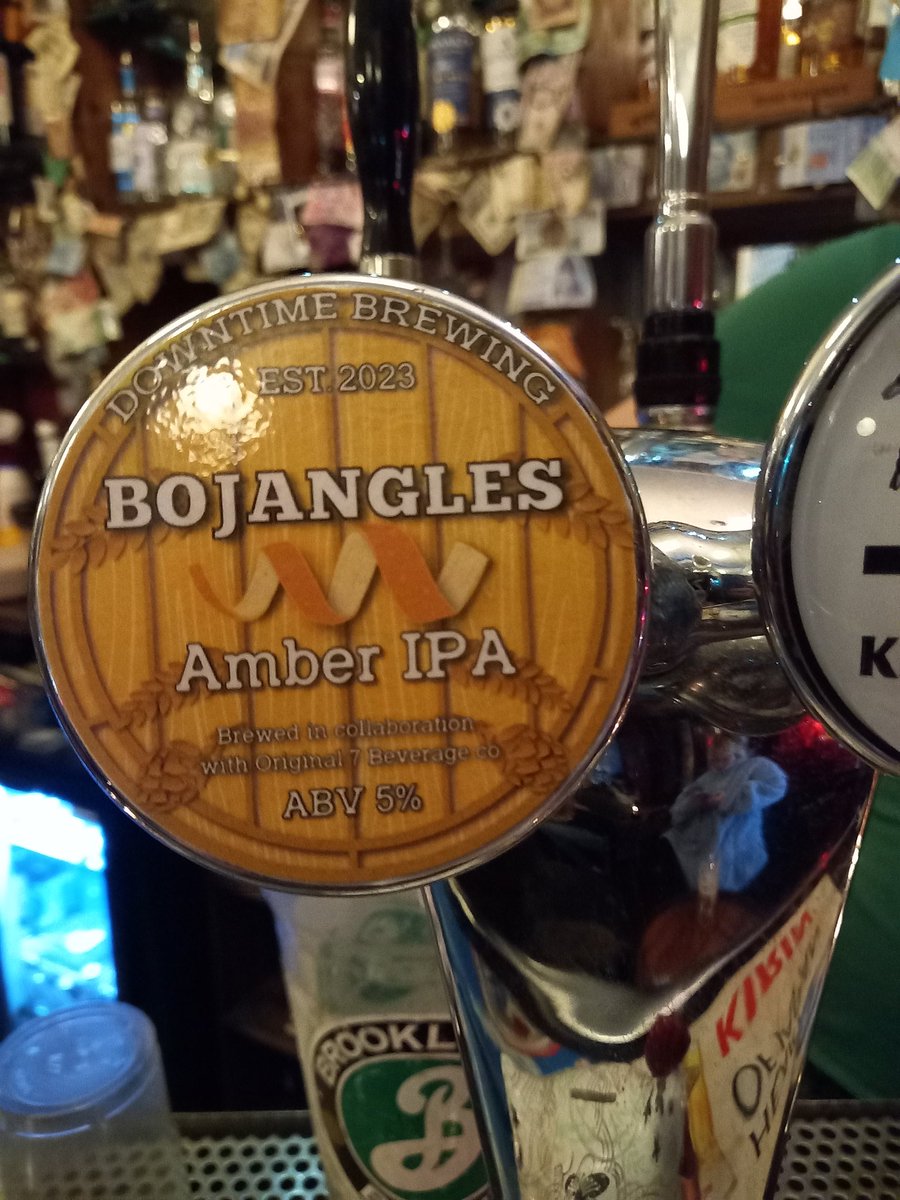 DOWNTIME BREWING
EST. 2023
BOJANGLES
Amber IPA
Brewed in collaboration
with Original 7 Beverage co
ABV 5%
K
BROOKL
B
KIRIN